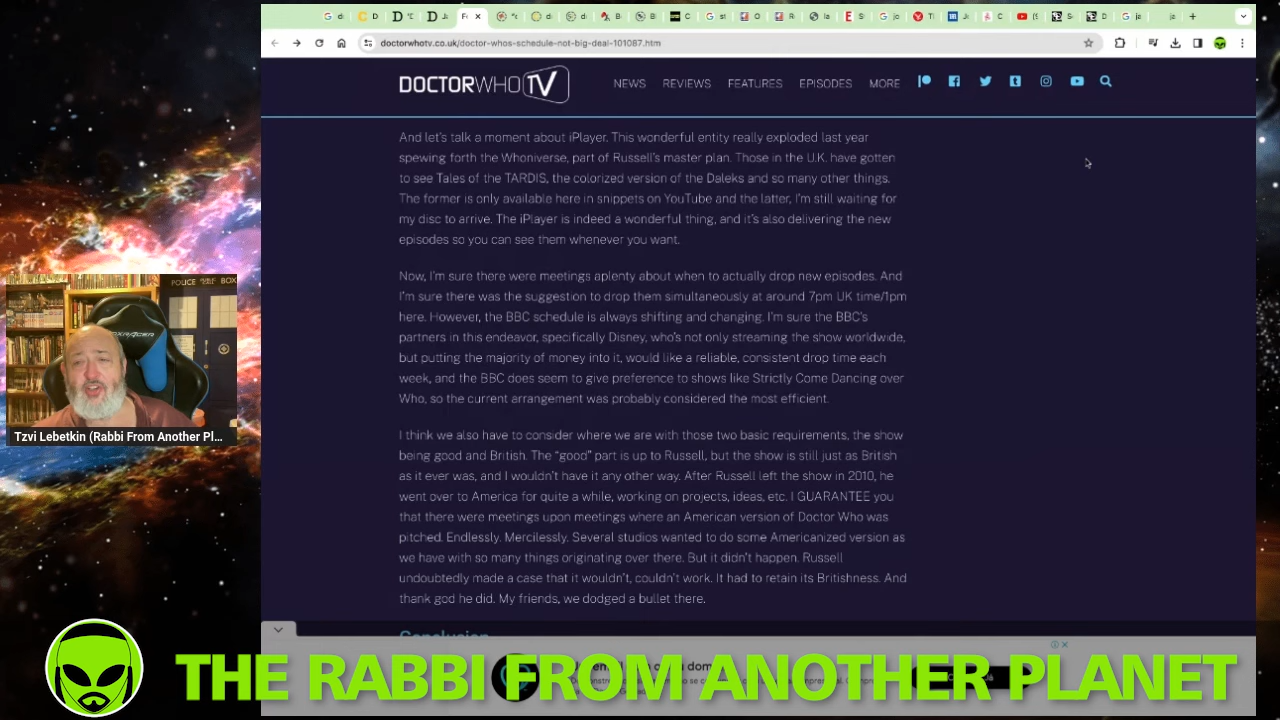 doctorwhotv.co.uk/doctor-whos-schedule-not-big-deal-101087.htm
DOCTORWHO TV
NEWS REVIEWS FEATURES EPISODES MORE
And let's talk a moment about iPlayer. This wonderful entity really exploded last year
spewing forth the Whoniverse, part of Russell's master plan. Those in the U.K. have gotten
to see Tales of the TARDIS, the colorized version of the Daleks and so many other things.
The former is only available here in snippets on YouTube and the latter, I'm still waiting for
my disc to arrive. The iPlayer is indeed a wonderful thing, and it's also delivering the new
episodes so you can see them whenever you want.
Now, I'm sure there were meetings aplenty about when to actually drop new episodes. And
I'm sure there was the suggestion to drop them simultaneously at around 7pm UK time/1pm
here. However, the BBC schedule is always shifting and changing. I'm sure the BBC's
partners in this endeavor, specifically Disney, who's not only streaming the show worldwide,
but putting the majority of money into it, would like a reliable, consistent drop time each
week, and the BBC does seem to give preference to shows like Strictly Come Dancing over
Who, so the current arrangement was probably considered the most efficient.
I think we also have to consider where we are with those two basic requirements, the show
being good and British. The "good" part is up to Russell, but the show is still just as British
as it ever was, and I wouldn't have it any other way. After Russell left the show in 2010, he
went over to America for quite a while, working on projects, ideas, etc. I GUARANTEE you
that there were meetings upon meetings where an American version of Doctor Who was
pitched. Endlessly. Mercilessly. Several studios wanted to do some Americanized version as
we have with so many things originating over there. But it didn't happen. Russell
undoubtedly made a case that it wouldn't, couldn't work. It had to retain its Britishness. And
thank god he did. My friends, we dodged a bullet there.
Conclusion
POLICE BOX
DXRACER
Tzvi Lebetkin (Rabbi From Another Pl...
THE RABBI FROM ANOTHER PLANET